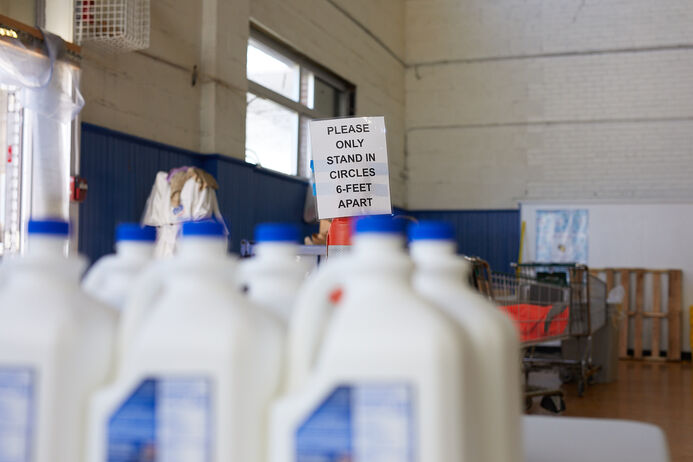 PLEASE
ONLY
STAND IN
CIRCLES
6-FEET
APART